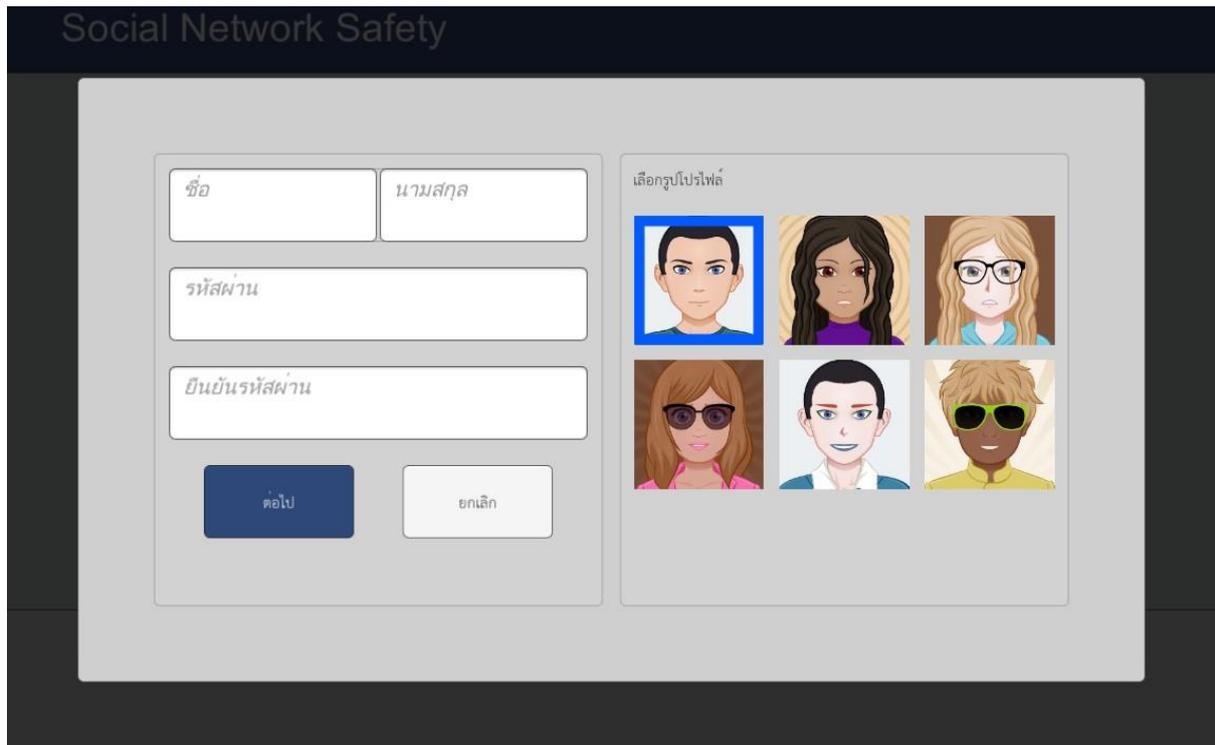 Social Network Safety
ชื่อ
นามสกุล
รหัสผ่าน
ยืนยันรหัสผ่าน
ต่อไป
ยกเลิก
เลือกรูปโปรไฟล์